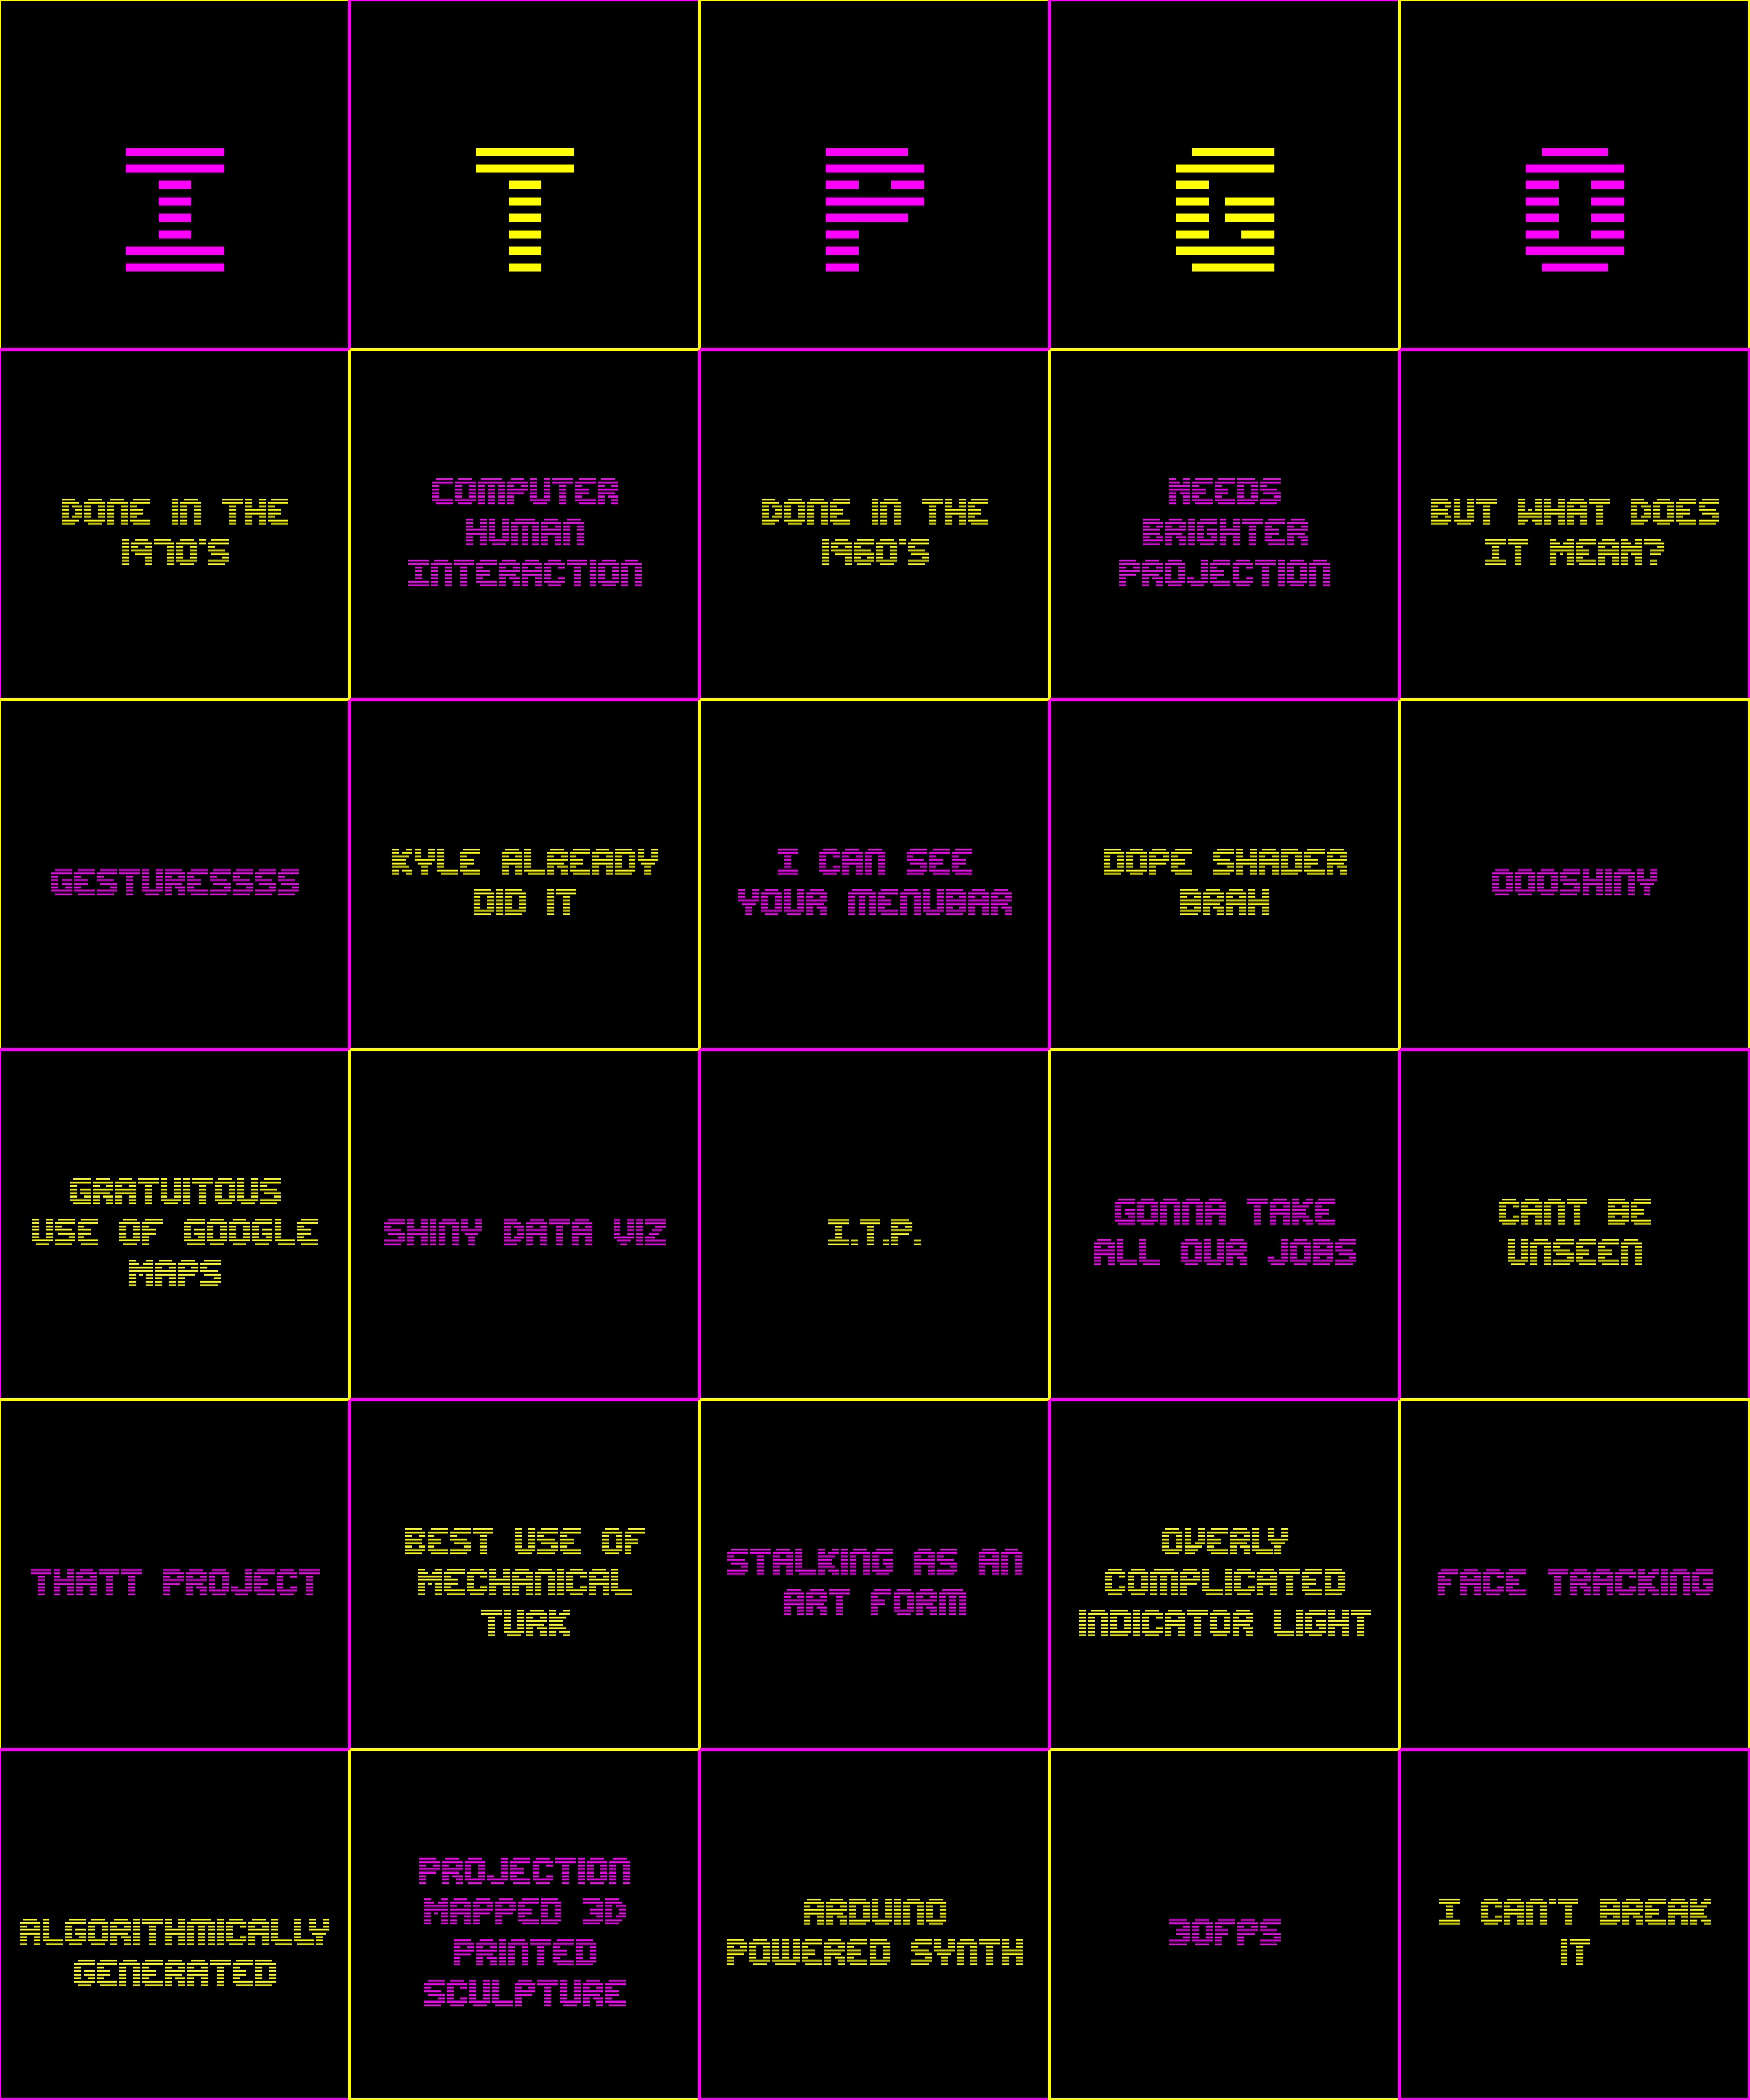 I T P G O
DONE IN THE
1970'S
COMPUTER
HUMAN
INTERACTION
DONE IN THE
1960'S
NEEDS
BRIGHTER
PROJECTION
BUT WHAT DOES
IT MEAN?
GESTURESSSS
KYLE ALREADY
DID IT
I CAN SEE
YOUR MENUBAR
DOPE SHADER
BRAH
OOOSHINY
GRATUITOUS
USE OF GOOGLE
MAPS
SHINY DATA VIZ
I.T.P.
GONNA TAKE
ALL OUR JOBS
CANT BE
UNSEEN
THATT PROJECT
BEST USE OF
MECHANICAL
TURK
STALKING AS AN
ART FORM
OVERLY
COMPLICATED
INDICATOR LIGHT
FACE TRACKING
ALGORITHMICALLY
GENERATED
PROJECTION
MAPPED 3D
PRINTED
SCULPTURE
ARDUINO
POWERED SYNTH
30FPS
I CAN'T BREAK
IT